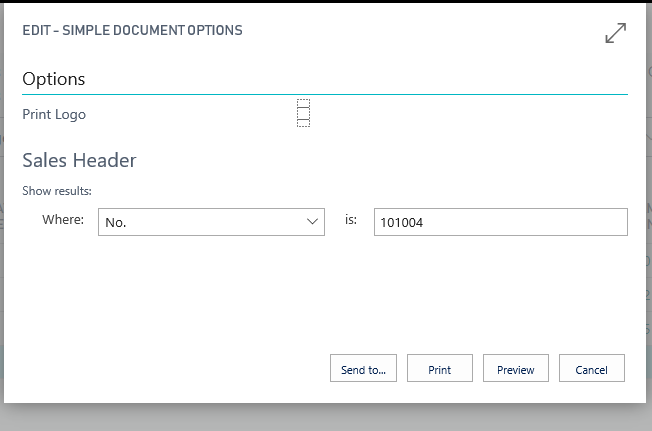 EDIT - SIMPLE DOCUMENT OPTIONS
Options
Print Logo
Sales Header
Show results:
Where: No. is: 101004
Send to... Print Preview Cancel